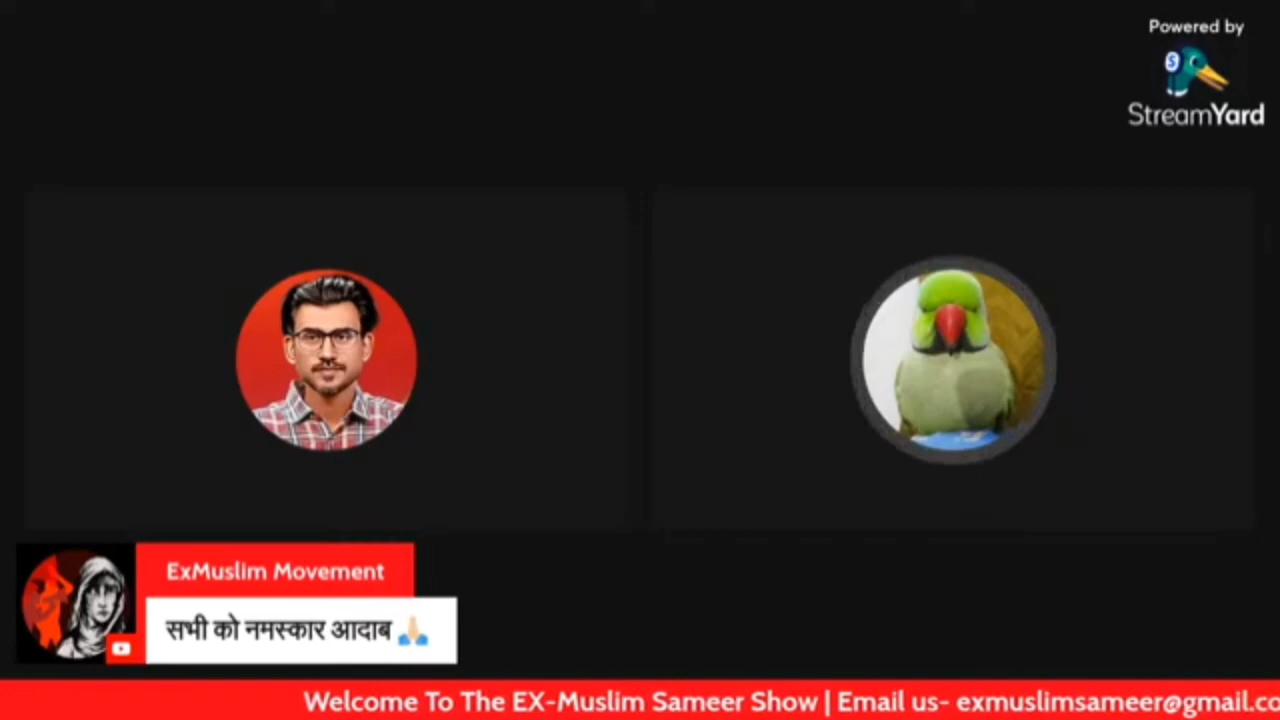 Powered by
StreamYard
ExMuslim Movement
सभी को नमस्कार आदाब 🙏🏻
Welcome To The EX-Muslim Sameer Show | Email us- exmuslimsameer@gmail.co